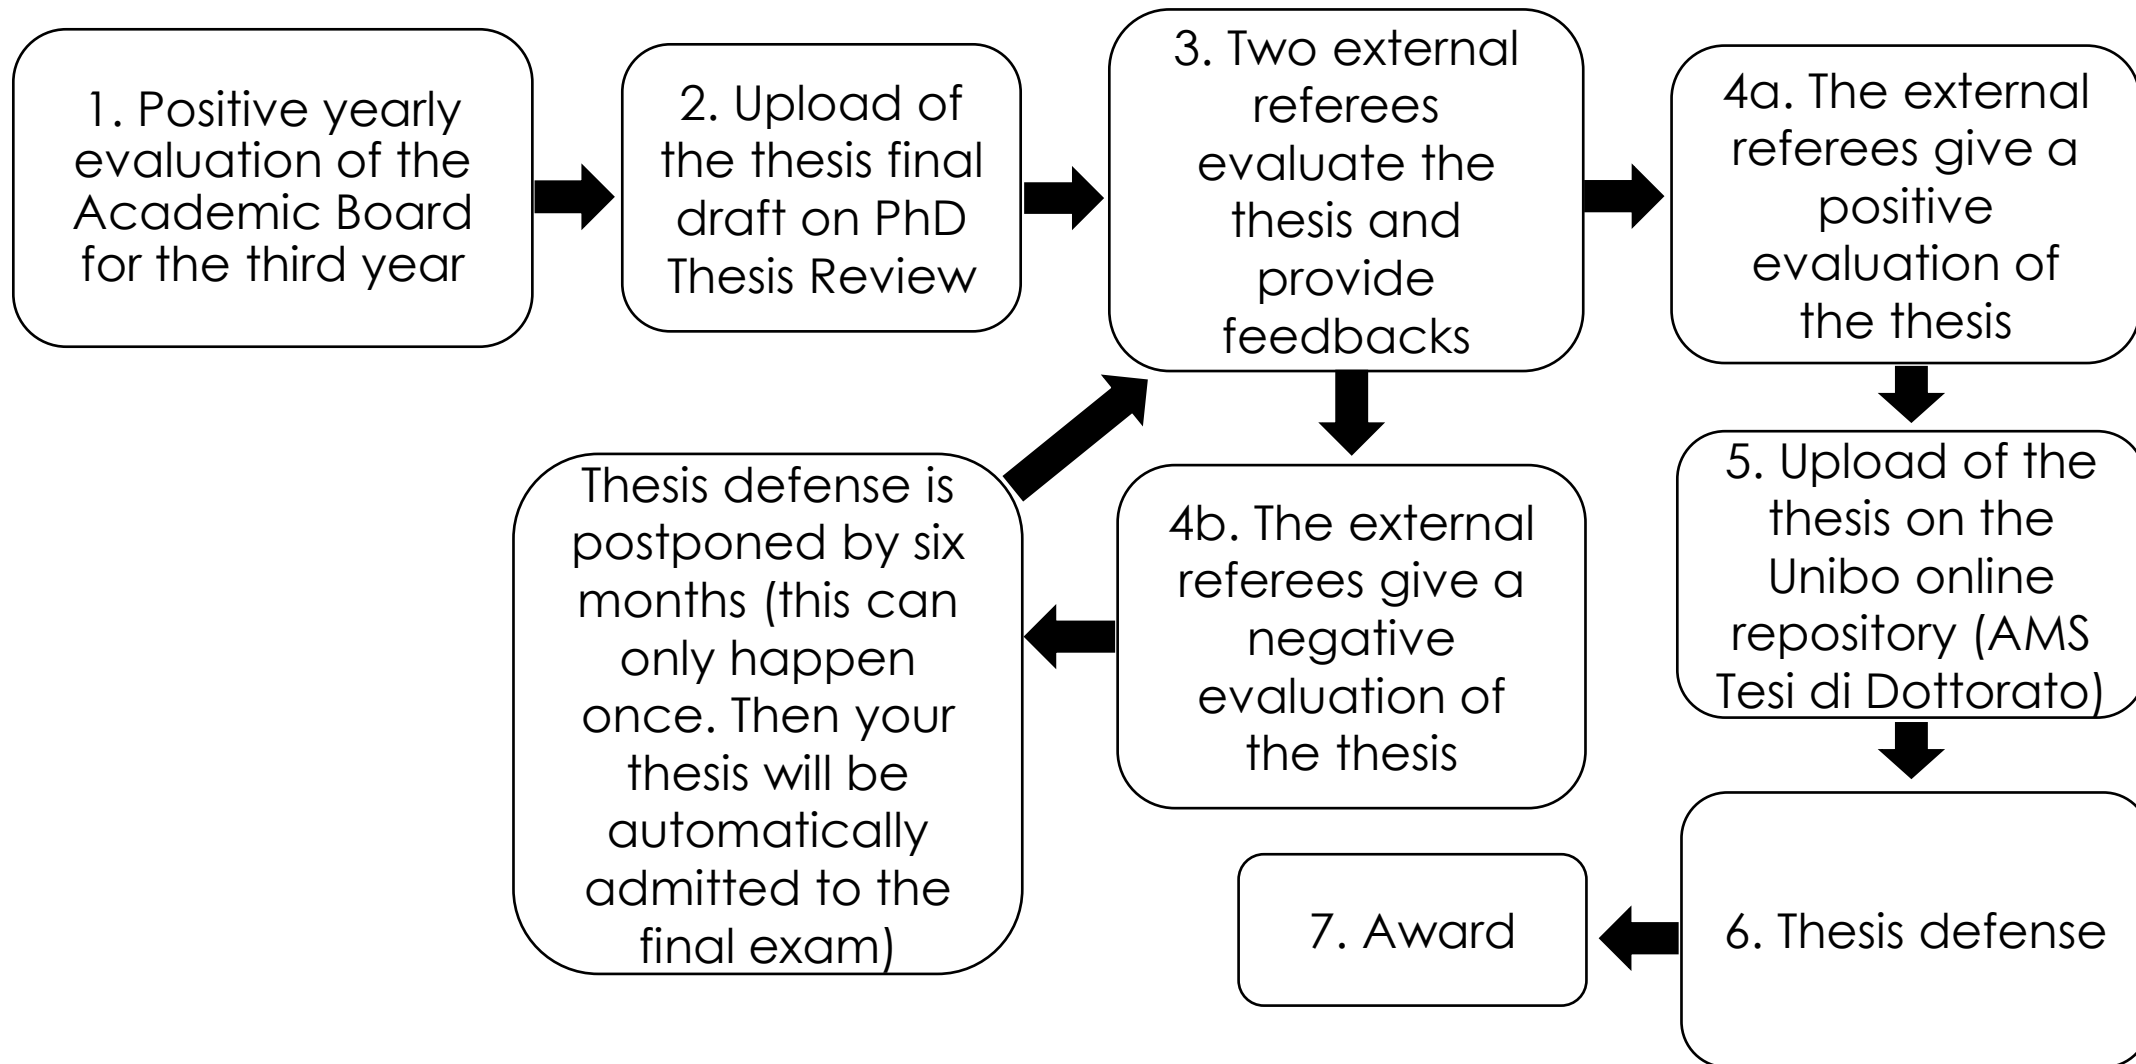 1. Positive yearly
evaluation of the
Academic Board
for the third year
2. Upload of
the thesis final
draft on PhD
Thesis Review
3. Two external
referees
evaluate the
thesis and
provide
feedbacks
4a. The external
referees give a
positive
evaluation of
the thesis
Thesis defense is
postponed by six
months (this can
only happen
once. Then your
thesis will be
automatically
admitted to the
final exam)
4b. The external
referees give a
negative
evaluation of
the thesis
5. Upload of the
thesis on the
Unibo online
repository (AMS
Tesi di Dottorato)
7. Award
6. Thesis defense